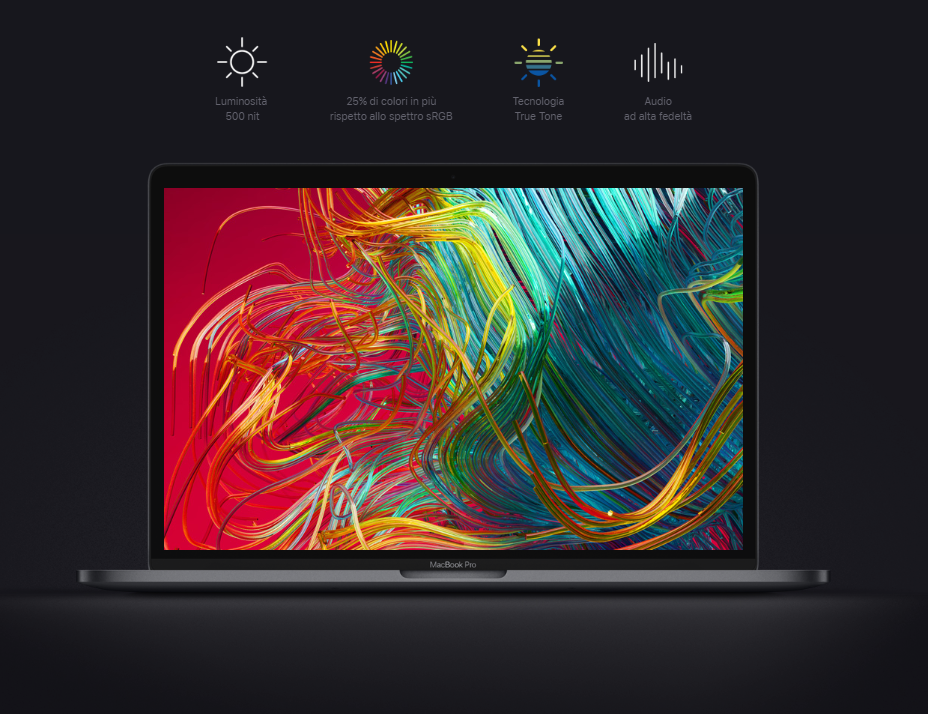 Luminosità
500 nit
25% di colori in più
rispetto allo spettro sRGB
Tecnologia
True Tone
Audio
ad alta fedeltà
MacBook Pro